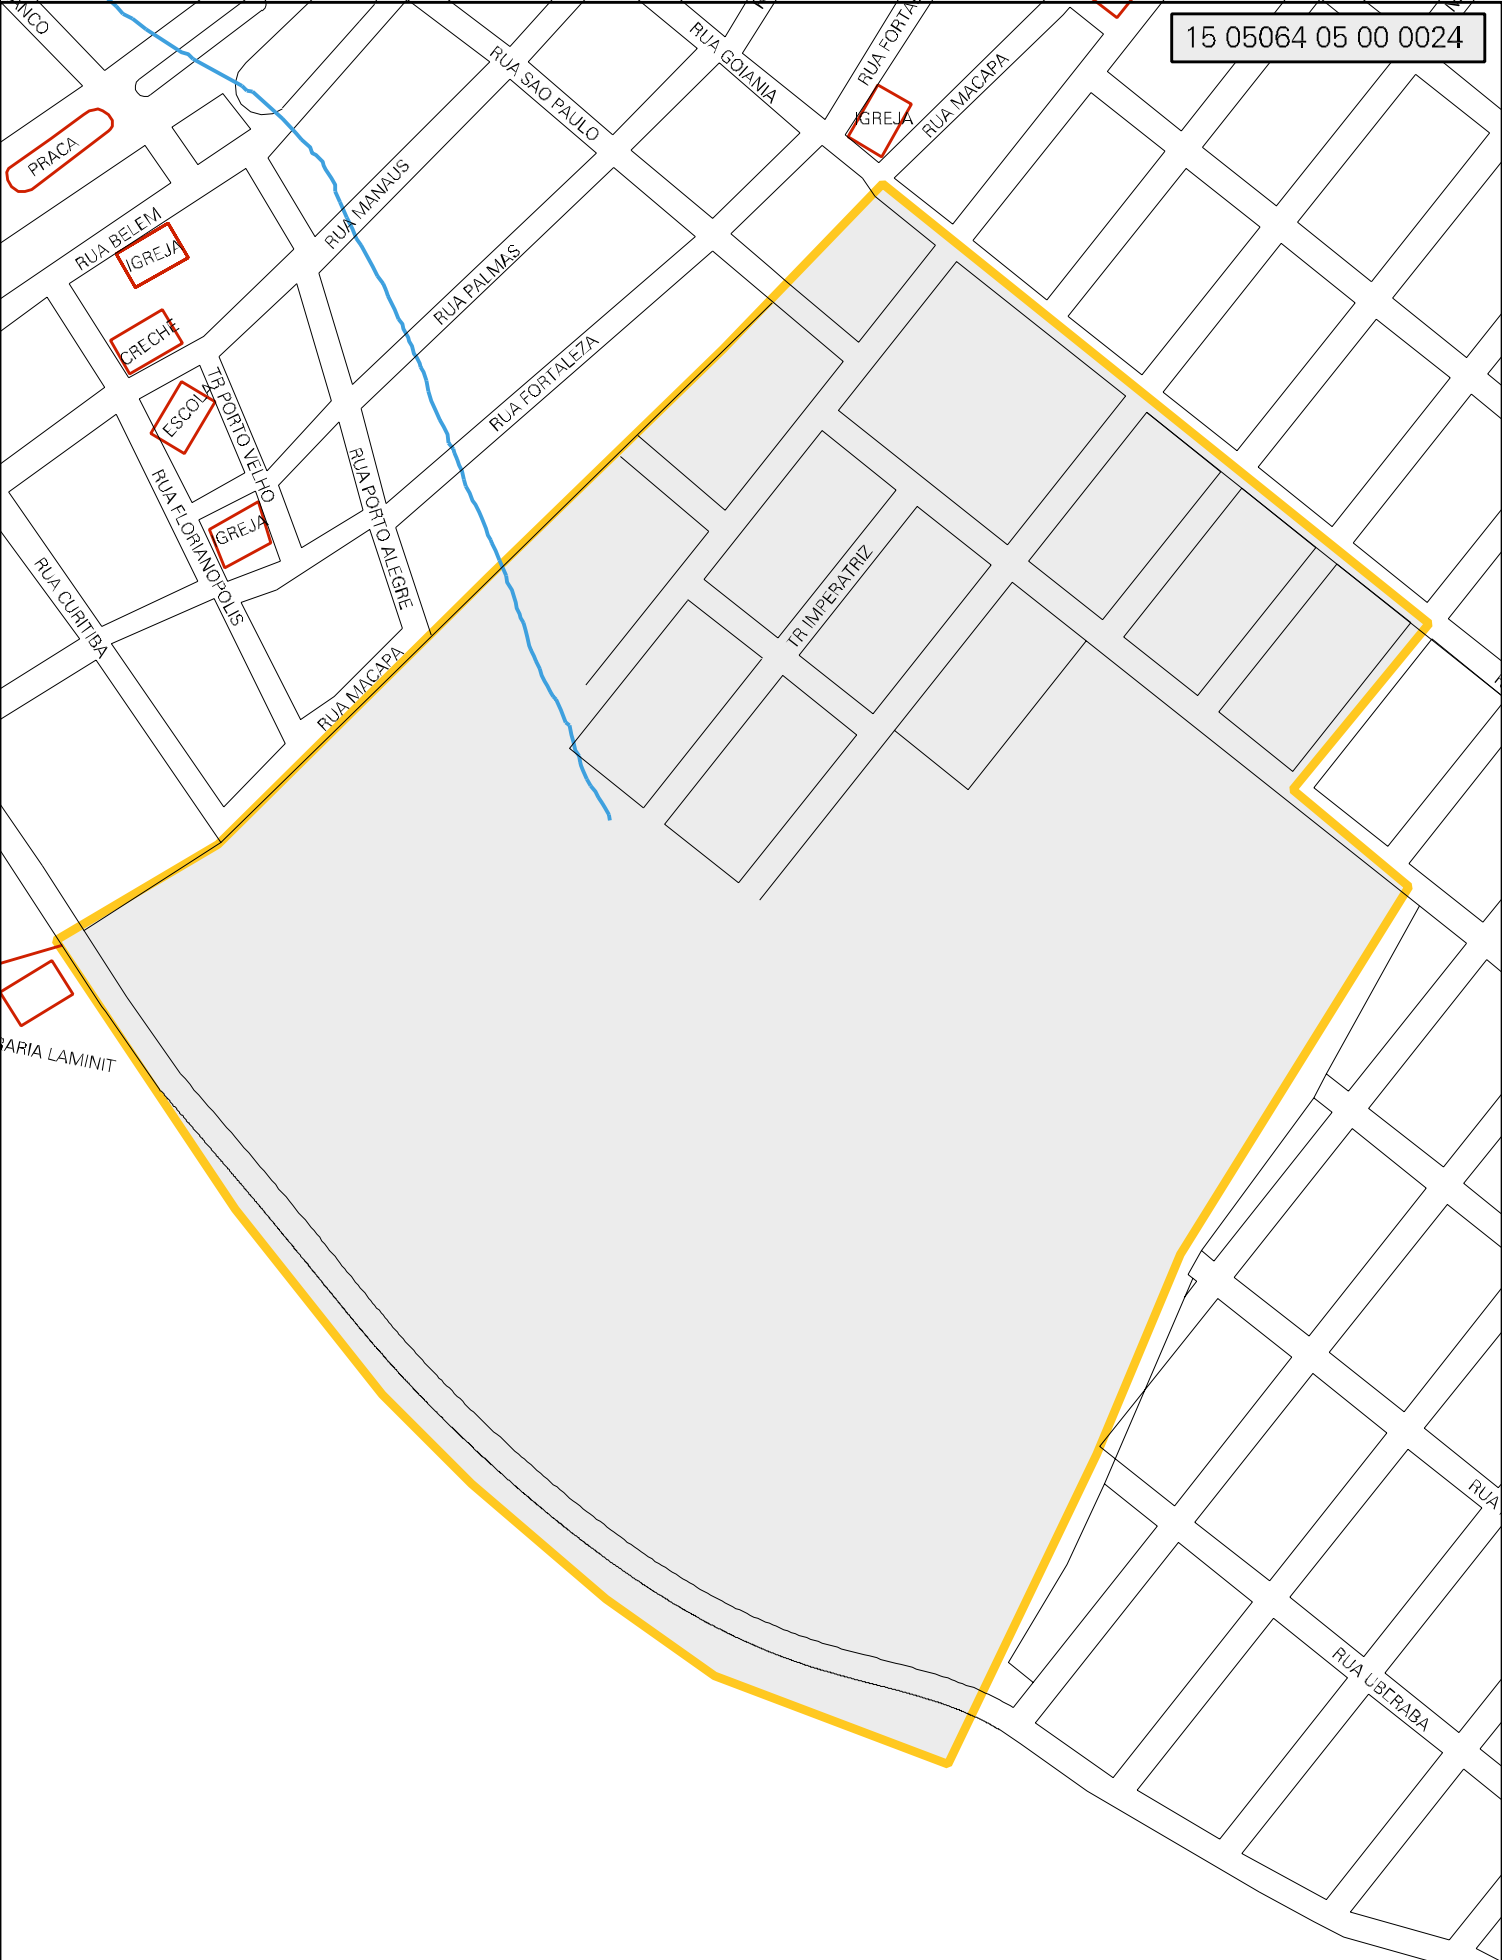 15 05064 05 00 0024
RUA GOIANIA
RUA SAO PAULO
RUA MACAPA
IGREJA
PRACA
RUA MANAUS
RUA BELEM
IGREJA
RUA PALMAS
CRECHE
RUA FORTALEZA
ESCOLA
TR PORTO VELHO
RUA PORTO ALEGRE
RUA FLORIANOPOLIS
IGREJA
RUA CURITIBA
TR IMPERATRIZ
RUA MACAPA
LAMINIT
RUA
RUA UBERABA